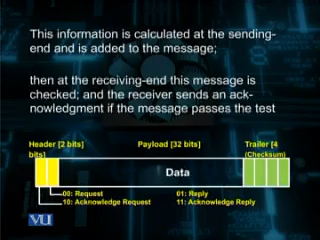 This information is calculated at the sending-
end and is added to the message;
then at the receiving-end this message is
checked; and the receiver sends an ack-
nowledgment if the message passes the test
Header [2 bits] Payload [32 bits] Trailer [4
bits] (Checksum)
Data
00: Request 01: Reply
10: Acknowledge Request 11: Acknowledge Reply
VU